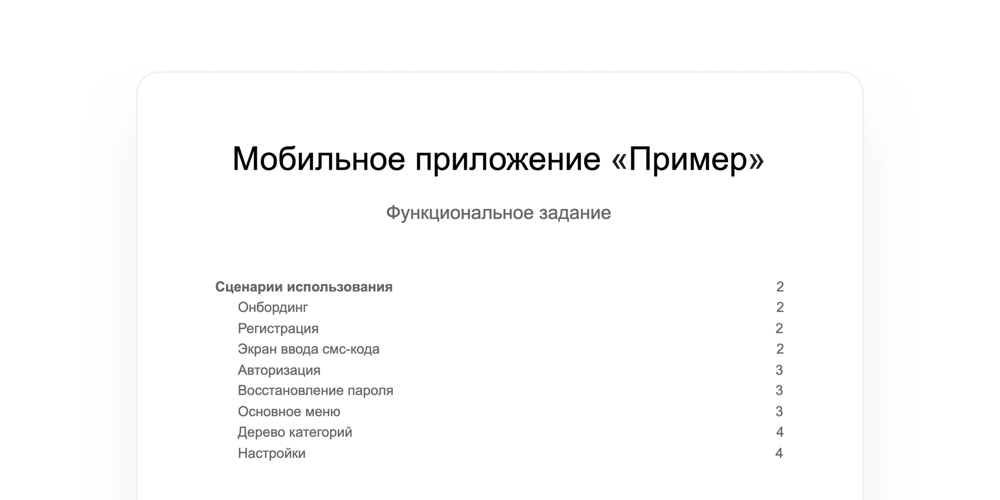 Мобильное приложение «Пример»
Функциональное задание
Сценарии использования 2
Онбординг 2
Регистрация 2
Экран ввода смс-кода 2
Авторизация 3
Восстановление пароля 3
Основное меню 3
Дерево категорий 4
Настройки 4